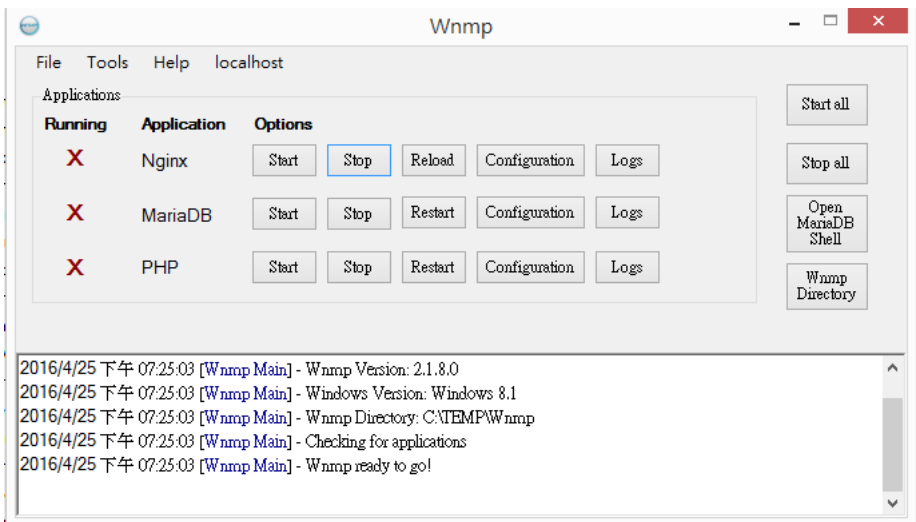 Wnmp
File Tools Help localhost
Applications
Running Application Options
X Nginx Start Stop Reload Configuration Logs
X MariaDB Start Stop Restart Configuration Logs
X PHP Start Stop Restart Configuration Logs
Start all
Stop all
Open
MariaDB
Shell
Wnmp
Directory
2016/4/25 下午 07:25:03 [Wnmp Main] - Wnmp Version: 2.1.8.0
2016/4/25 下午 07:25:03 [Wnmp Main] - Windows Version: Windows 8.1
2016/4/25 下午 07:25:03 [Wnmp Main] - Wnmp Directory: C:\TEMP\Wnmp
2016/4/25 下午 07:25:03 [Wnmp Main] - Checking for applications
2016/4/25 下午 07:25:03 [Wnmp Main] - Wnmp ready to go!